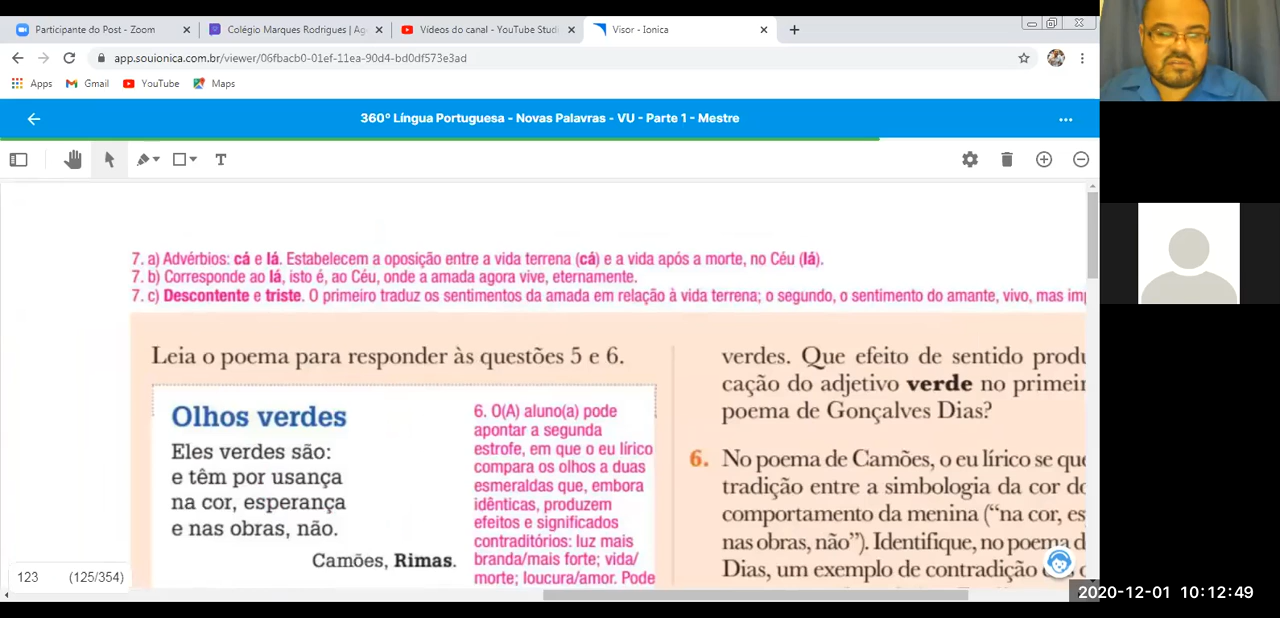 Participante do Post - Zoom
Colégio Marques Rodrigues | Ag
Vídeos do canal - YouTube Studi
Visor - Ionica
app.souionica.com.br/viewer/06fbacb0-01ef-11ea-90d4-bd0df573e3ad
Apps Gmail YouTube Maps
360º Língua Portuguesa - Novas Palavras - VU - Parte 1 - Mestre
7. a) Advérbios: cá e lá. Estabelecem a oposição entre a vida terrena (cá) e a vida após a morte, no Céu (lá).
7. b) Corresponde ao lá, isto é, ao Céu, onde a amada agora vive, eternamente.
7. c) Descontente e triste. O primeiro traduz os sentimentos da amada em relação à vida terrena; o segundo, o sentimento do amante, vivo, mas imp
Leia o poema para responder às questões 5 e 6.
Olhos verdes
Eles verdes são:
e têm por usança
na cor, esperança
e nas obras, não.
Camões, Rimas.
6. O(A) aluno(a) pode
apontar a segunda
estrofe, em que o eu lírico
compara os olhos a duas
esmeraldas que, embora
idênticas, produzem
efeitos e significados
contraditórios: luz mais
branda/mais forte; vida/
morte; loucura/amor. Pode
verdes. Que efeito de sentido produ
cação do adjetivo verde no primeir
poema de Gonçalves Dias?
6. No poema de Camões, o eu lírico se que
tradição entre a simbologia da cor do
comportamento da menina (“na cor, es
nas obras, não”). Identifique, no poema d
Dias, um exemplo de contradição
123 (125/354)
2020-12-01 10:12:49